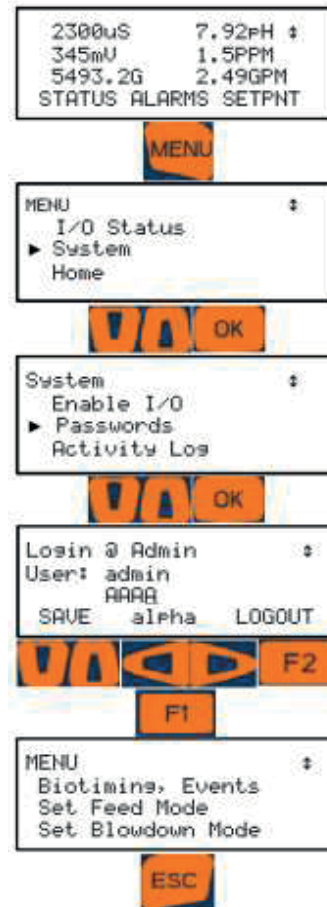 2300uS 7.92pH ↕
345mV 1.5PPM
5493.2G 2.49GPM
STATUS ALARMS SETPNT
MENU
MENU ↕
I/O Status
► System
Home
OK
System ↕
Enable I/O
► Passwords
Activity Log
OK
Login @ Admin ↕
User: admin
AAAA
SAVE alpha LOGOUT
F2
F1
MENU ↕
Biotiming, Events
Set Feed Mode
Set Blowdown Mode
ESC